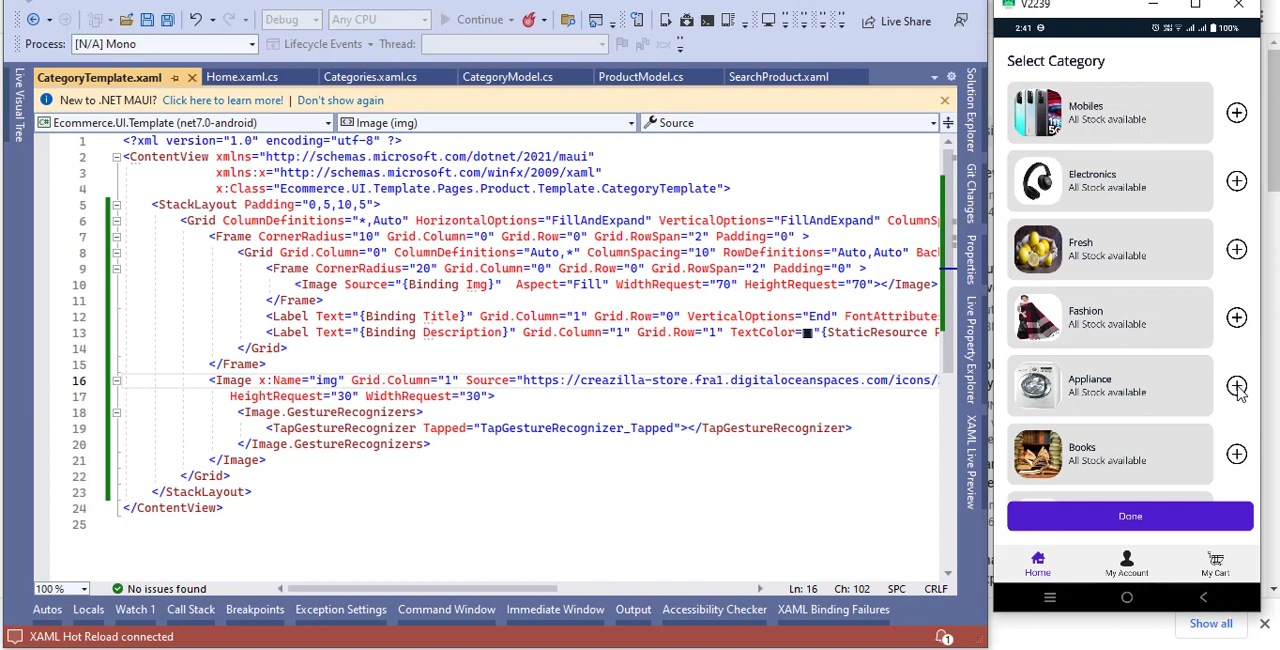 Debug
Any CPU
Continue
Live Share
Process:
[N/A] Mono
Lifecycle Events
Thread:
CategoryTemplate.xaml
Home.xaml.cs
Categories.xaml.cs
CategoryModel.cs
ProductModel.cs
SearchProduct.xaml
New to .NET MAUI? Click here to learn more! Don't show again
Ecommerce.UI.Template (net7.0-android)
Image (img)
Source
1 <?xml version="1.0" encoding="utf-8" ?>
2 <ContentView xmlns="http://schemas.microsoft.com/dotnet/2021/maui"
3 xmlns:x="http://schemas.microsoft.com/winfx/2009/xaml"
4 x:Class="Ecommerce.UI.Template.Pages.Product.Template.CategoryTemplate">
5 <StackLayout Padding="0,5,10,5">
6 <Grid ColumnDefinitions="*,Auto" HorizontalOptions="FillAndExpand" VerticalOptions="FillAndExpand" ColumnSp
7 <Frame CornerRadius="10" Grid.Column="0" Grid.Row="0" Grid.RowSpan="2" Padding="0" >
8 <Grid Grid.Column="0" ColumnDefinitions="Auto,*" ColumnSpacing="10" RowDefinitions="Auto,Auto" Bac
9 <Frame CornerRadius="20" Grid.Column="0" Grid.Row="0" Grid.RowSpan="2" Padding="0" >
10 <Image Source="{Binding Img}" Aspect="Fill" WidthRequest="70" HeightRequest="70"></Image>
11 </Frame>
12 <Label Text="{Binding Title}" Grid.Column="1" Grid.Row="0" VerticalOptions="End" FontAttribute
13 <Label Text="{Binding Description}" Grid.Column="1" Grid.Row="1" TextColor="{StaticResource P
14 </Grid>
15 </Frame>
16 <Image x:Name="img" Grid.Column="1" Source="https://creazilla-store.fra1.digitaloceanspaces.com/icons/
17 HeightRequest="30" WidthRequest="30">
18 <Image.GestureRecognizers>
19 <TapGestureRecognizer Tapped="TapGestureRecognizer_Tapped"></TapGestureRecognizer>
20 </Image.GestureRecognizers>
21 </Image>
22 </Grid>
23 </StackLayout>
24 </ContentView>
25
100 %
No issues found
Ln: 16
Ch: 102
SPC
CRLF
Autos
Locals
Watch 1
Call Stack
Breakpoints
Exception Settings
Command Window
Immediate Window
Output
Accessibility Checker
XAML Binding Failures
XAML Hot Reload connected
1
Live Visual Tree
Solution Explorer
Git Changes
Properties
Live Property Explorer
XAML Live Preview
V2239
2:41
100%
Select Category
Mobiles
All Stock available
Electronics
All Stock available
Fresh
All Stock available
Fashion
All Stock available
Appliance
All Stock available
Books
All Stock available
Done
Home
My Account
My Cart
Show all